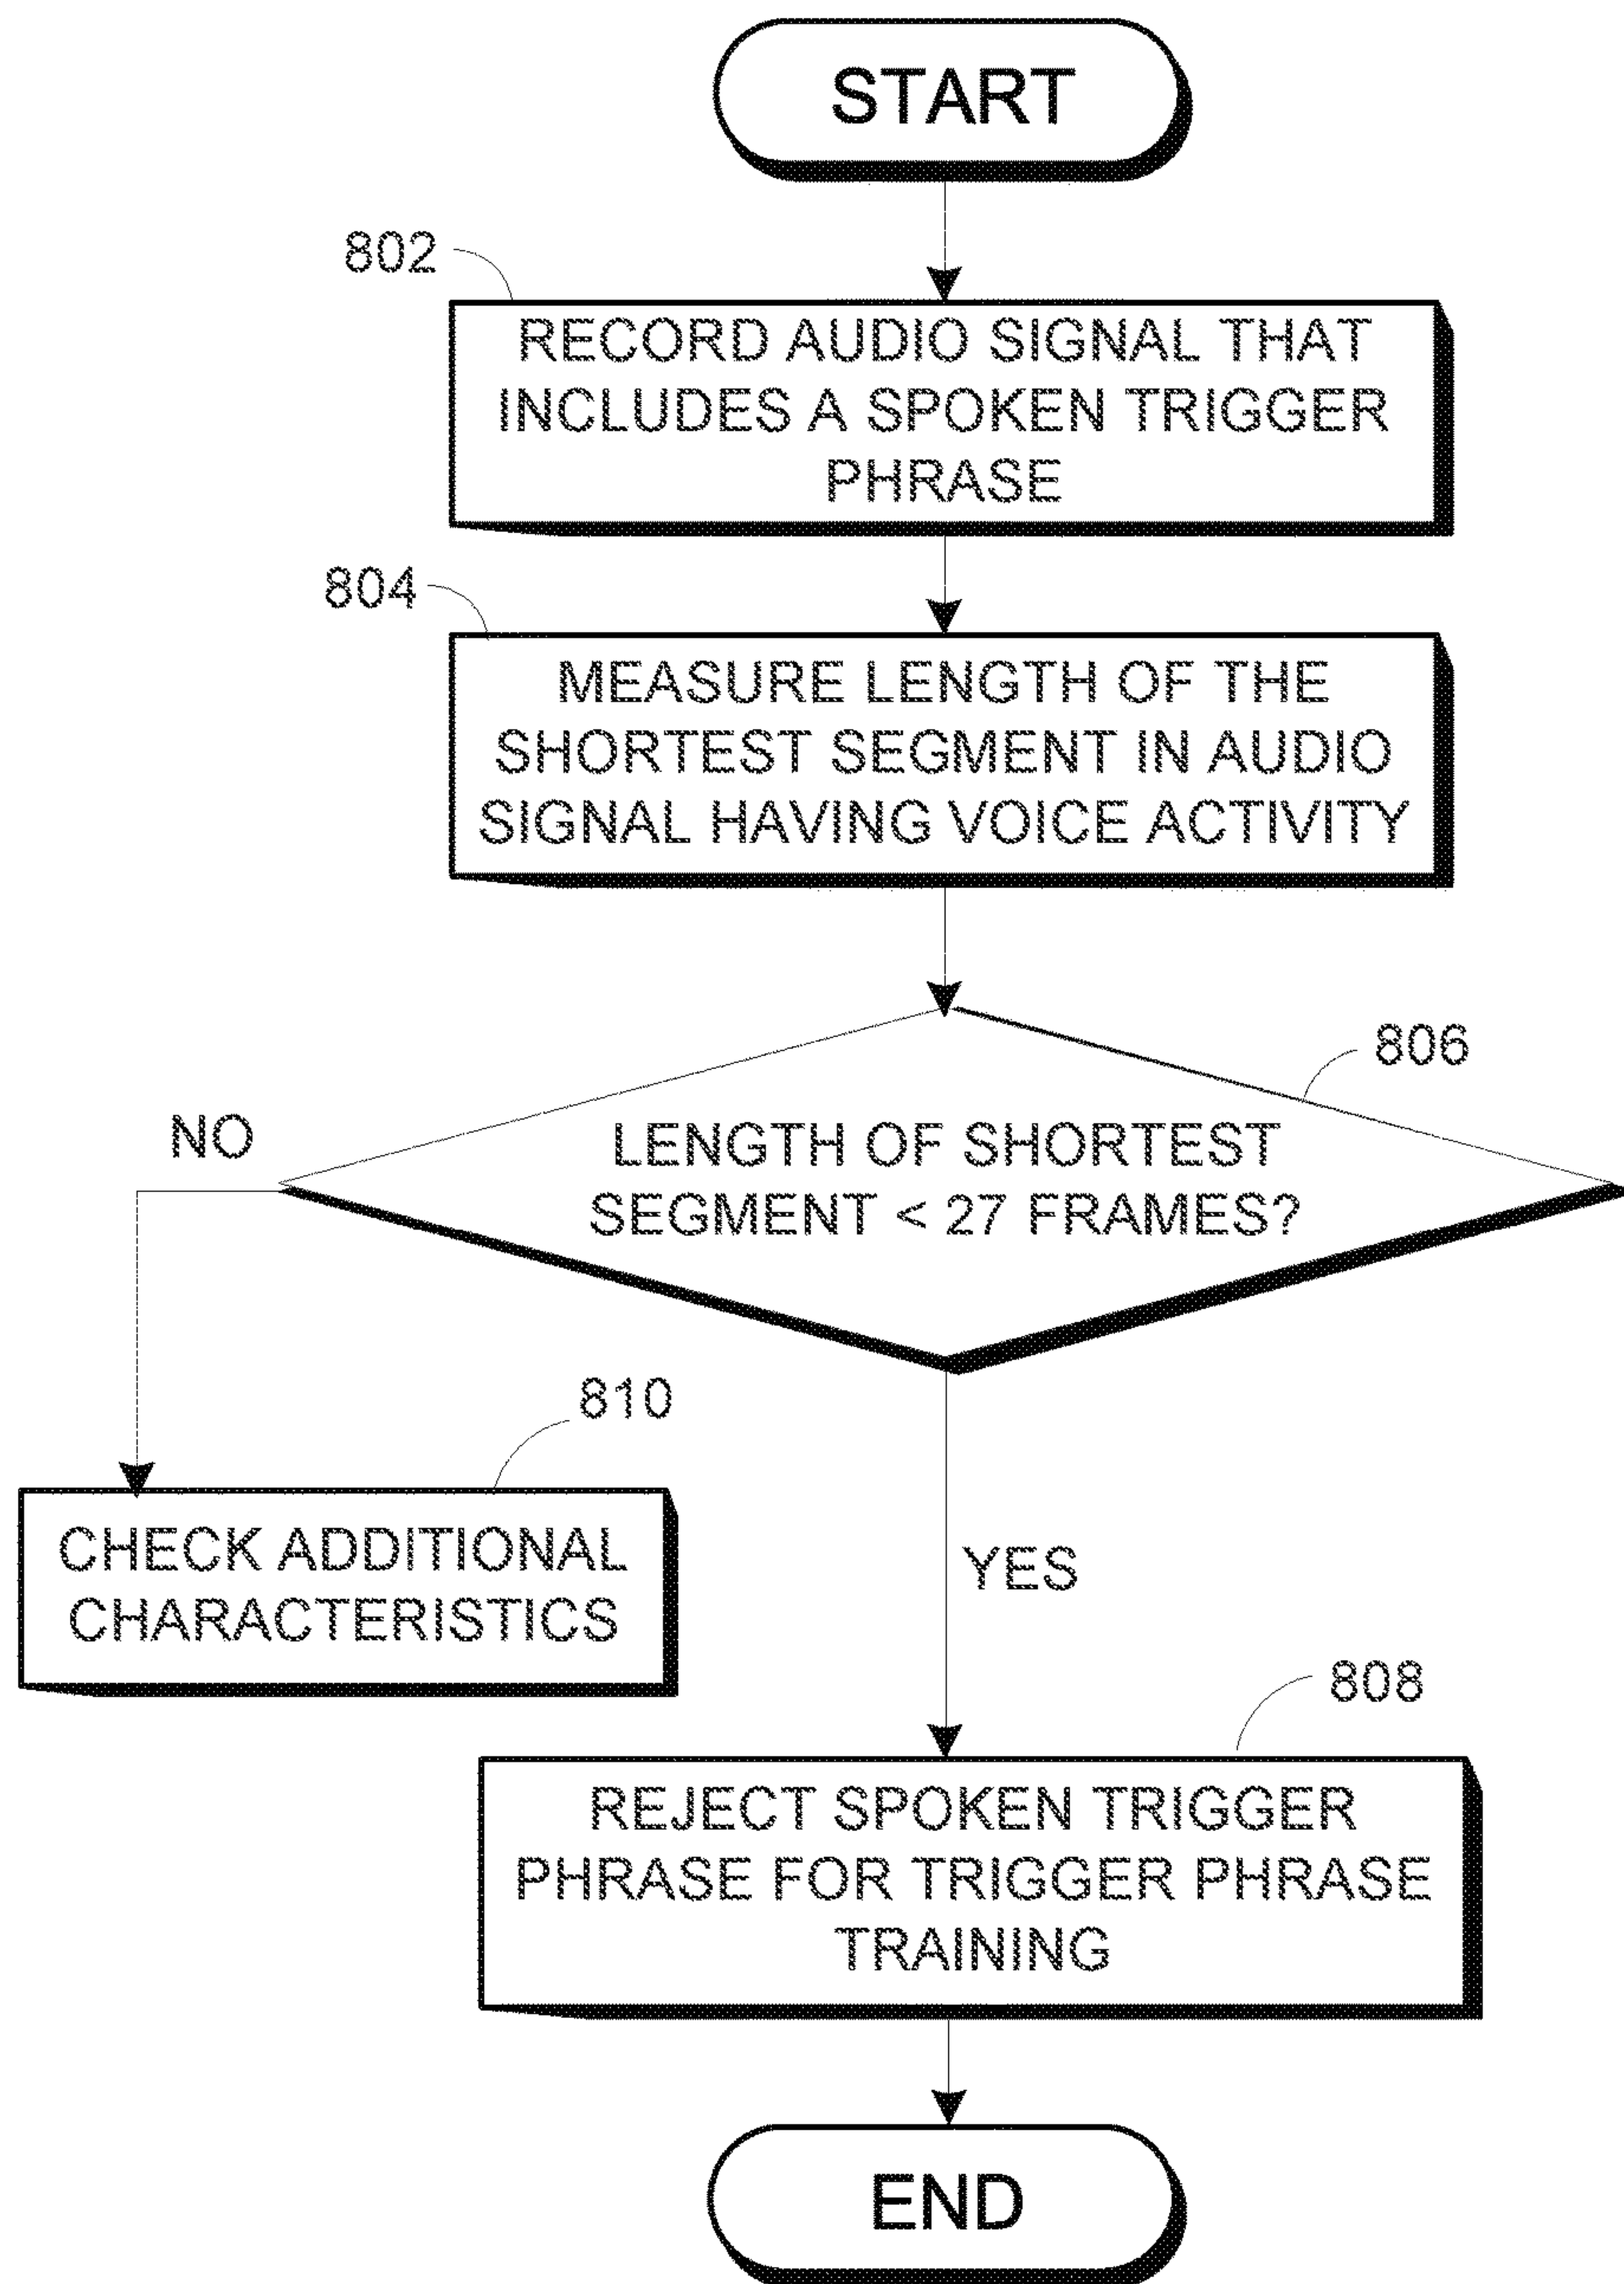 START
802
RECORD AUDIO SIGNAL THAT
INCLUDES A SPOKEN TRIGGER
PHRASE
804
MEASURE LENGTH OF THE
SHORTEST SEGMENT IN AUDIO
SIGNAL HAVING VOICE ACTIVITY
806
NO
LENGTH OF SHORTEST
SEGMENT < 27 FRAMES?
810
CHECK ADDITIONAL
CHARACTERISTICS
YES
808
REJECT SPOKEN TRIGGER
PHRASE FOR TRIGGER PHRASE
TRAINING
END